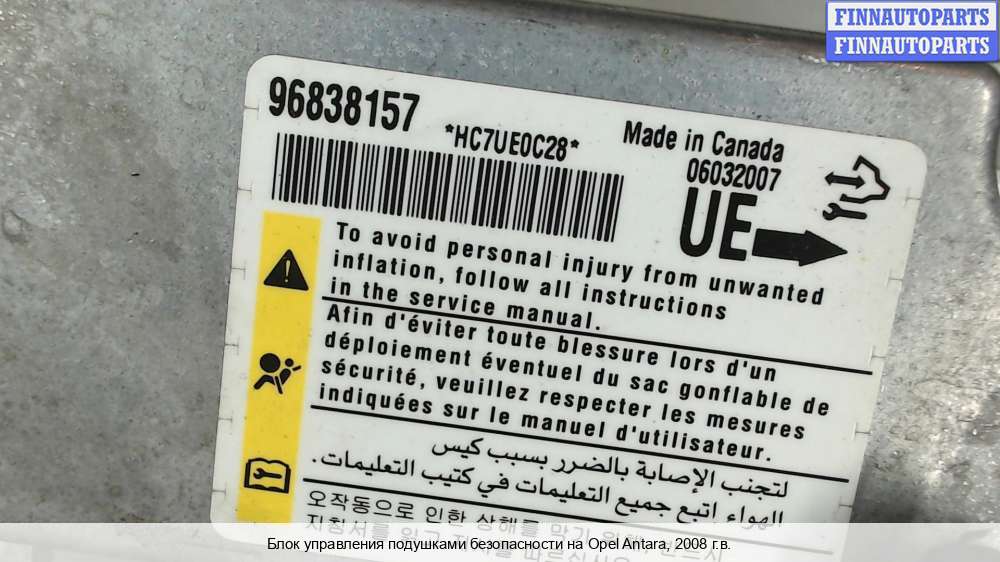 FINNAUTOPARTS
FINNAUTOPARTS
96838157
*HC7UE0C28*
Made in Canada
06032007
UE
To avoid personal injury from unwanted
inflation, follow all instructions
in the service manual.
Afin d'éviter toute blessure lors d'un
déploiement éventuel du sac gonflable de
sécurité, veuillez respecter les mesures
indiquées sur le manuel d'utilisateur.
لتجنب الإصابة بالضرر بسبب كيس
الهواء اتبع جميع التعليمات في كتيب التعليمات.
오작동으로 인한 상해를 막기 위해, 반드시
Блок управления подушками безопасности на Opel Antara, 2008 г.в.